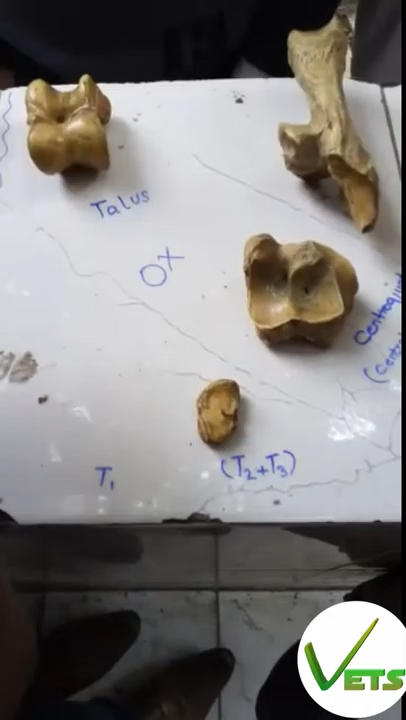 Talus
OX
T1
(T2+T3)
VETS